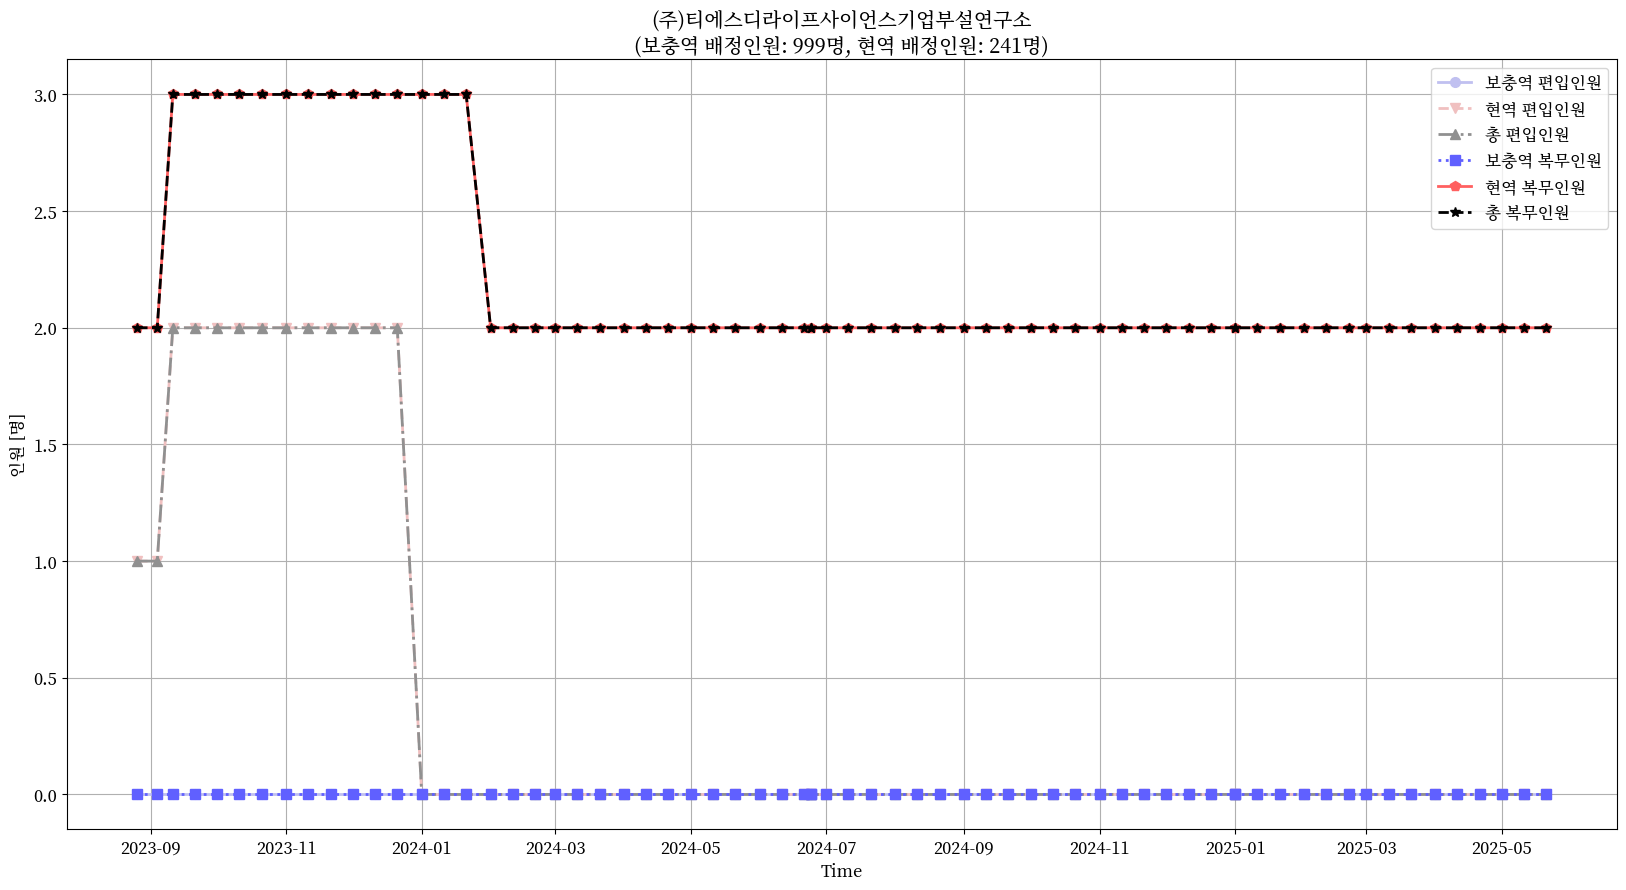 (주)티에스디라이프사이언스기업부설연구소
(보충역 배정인원: 999명, 현역 배정인원: 241명)
보충역 편입인원
현역 편입인원
총 편입인원
보충역 복무인원
현역 복무인원
총 복무인원
3.0
2.5
2.0
1.5
1.0
0.5
0.0
인원 [명]
2023-09 2023-11 2024-01 2024-03 2024-05 2024-07 2024-09 2024-11 2025-01 2025-03 2025-05
Time